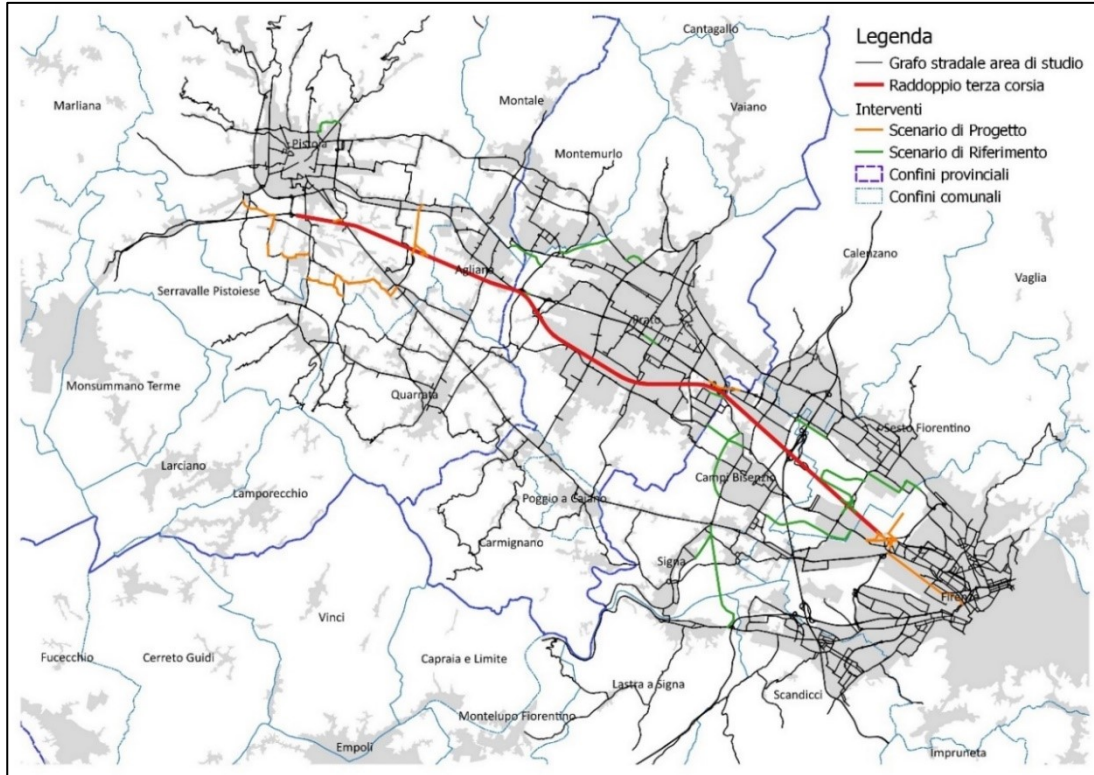 Cantagallo
Legenda
Grafo stradale area di studio
Raddoppio terza corsia
Interventi
Scenario di Progetto
Scenario di Riferimento
Confini provinciali
Confini comunali
Marliana
Montale
Vaiano
Pistoia
Montemurlo
Calenzano
Vaglia
Agliana
Serravalle Pistoiese
Prato
Monsummano Terme
Quarrata
Sesto Fiorentino
Larciano
Campi Bisenzio
Lamporecchio
Poggio a Caiano
Carmignano
Signa
Firenze
Vinci
Fucecchio
Cerreto Guidi
Capraia e Limite
Lastra a Signa
Scandicci
Montelupo Fiorentino
Empoli
Impruneta